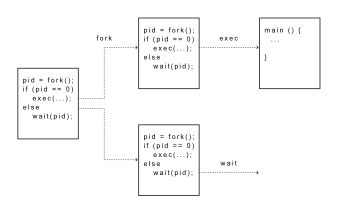 fork
pid = fork();
if (pid == 0)
exec(...);
else
wait(pid);
exec
main () {
...
}
pid = fork();
if (pid == 0)
exec(...);
else
wait(pid);
pid = fork();
if (pid == 0)
exec(...);
else
wait(pid);
wait